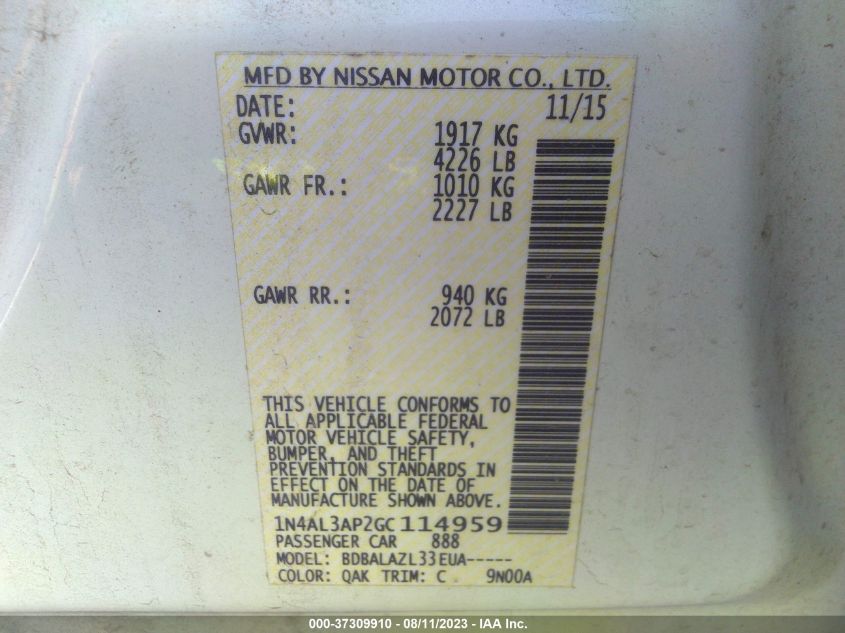 MFD BY NISSAN MOTOR CO., LTD.
DATE: 11/15
GVWR: 1917 KG
4226 LB
GAWR FR.: 1010 KG
2227 LB
GAWR RR.: 940 KG
2072 LB
THIS VEHICLE CONFORMS TO
ALL APPLICABLE FEDERAL
MOTOR VEHICLE SAFETY,
BUMPER, AND THEFT
PREVENTION STANDARDS IN
EFFECT ON THE DATE OF
MANUFACTURE SHOWN ABOVE.
1N4AL3AP2GC114959
PASSENGER CAR 888
MODEL: BDBALAZL33EUA-----
COLOR: QAK TRIM: C 9N00A
000-37309910 - 08/11/2023 - IAA Inc.